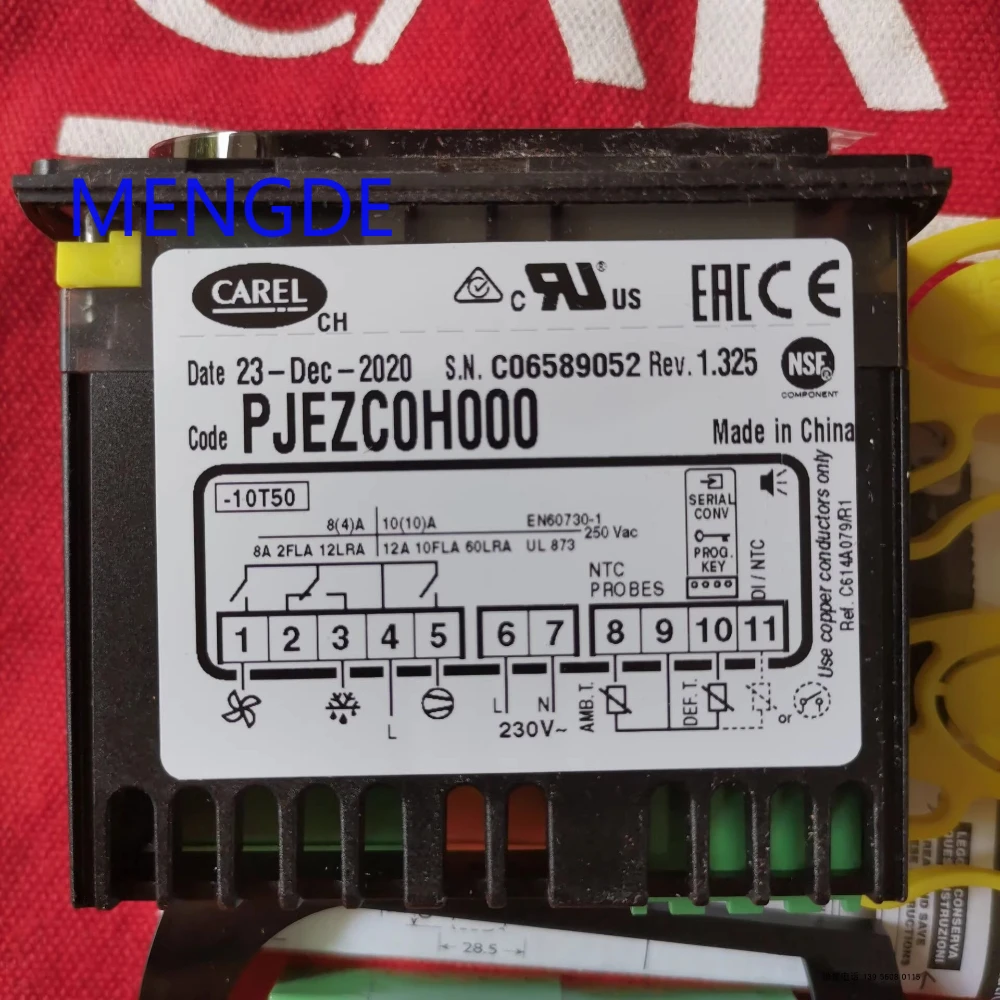 CAR
MENGDE
CAREL CH
c RU ® US
EAC CE
Date 23-Dec-2020 S.N. C06589052 Rev. 1.325
NSF®
COMPONENT
Code PJEZC0H000
Made in China
-10T50
8(4)A 10(10)A EN60730-1
250 Vac
8A 2FLA 12LRA 12A 10FLA 60LRA UL 873
SERIAL
CONV
PROG.
KEY
NTC
PROBES
DI / NTC
Use copper conductors only
Ref. C614A079/R1
1 2 3 4 5 6 7 8 9 10 11
L
L N
230V~
AMB.T.
DEF.T.
or
28.5